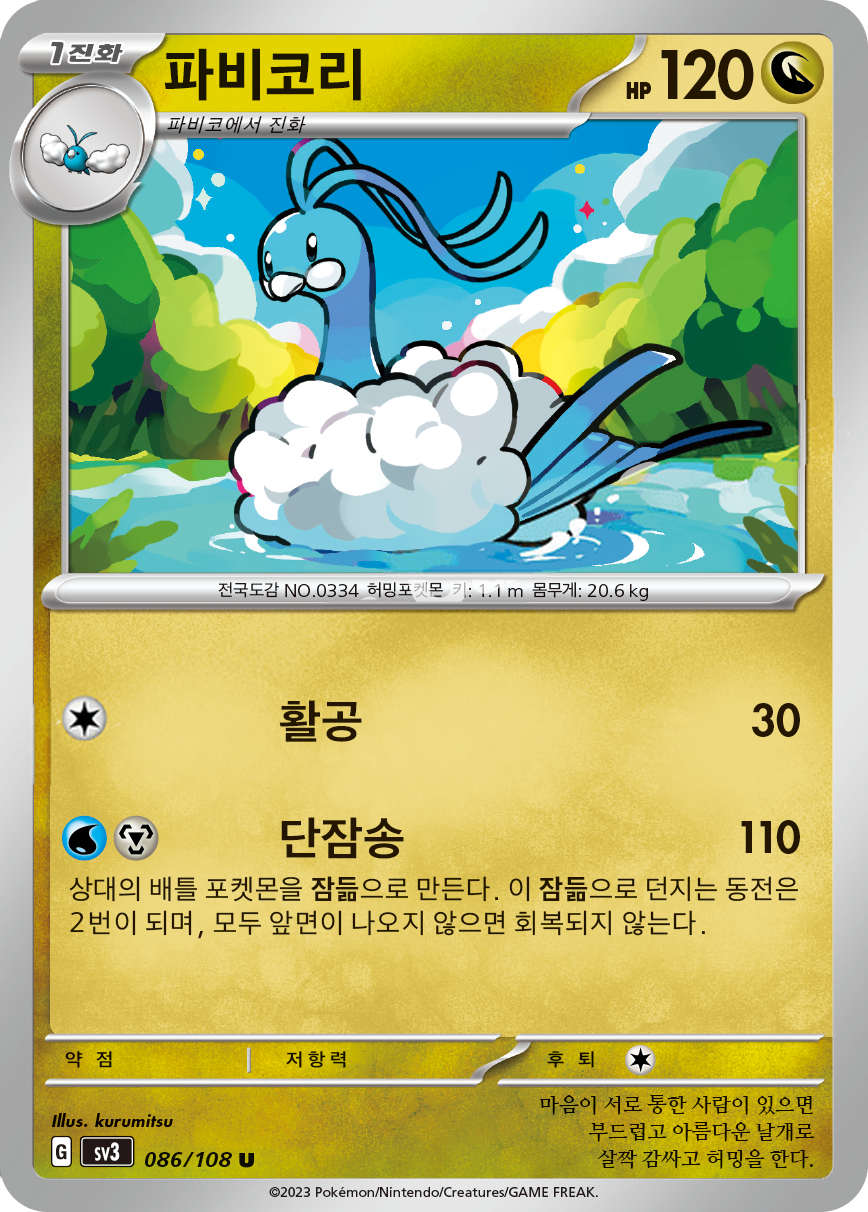 1진화
파비코리
HP 120
파비코에서 진화
전국도감 NO.0334 허밍포켓몬 키: 1.1 m 몸무게: 20.6 kg
활공 30
단잠송 110
상대의 배틀 포켓몬을 잠듦으로 만든다. 이 잠듦으로 던지는 동전은
2번이 되며, 모두 앞면이 나오지 않으면 회복되지 않는다.
약점 저항력 후퇴
마음이 서로 통한 사람이 있으면
부드럽고 아름다운 날개로
살짝 감싸고 허밍을 한다.
Illus. kurumitsu
G sv3 086/108 U
©2023 Pokémon/Nintendo/Creatures/GAME FREAK.